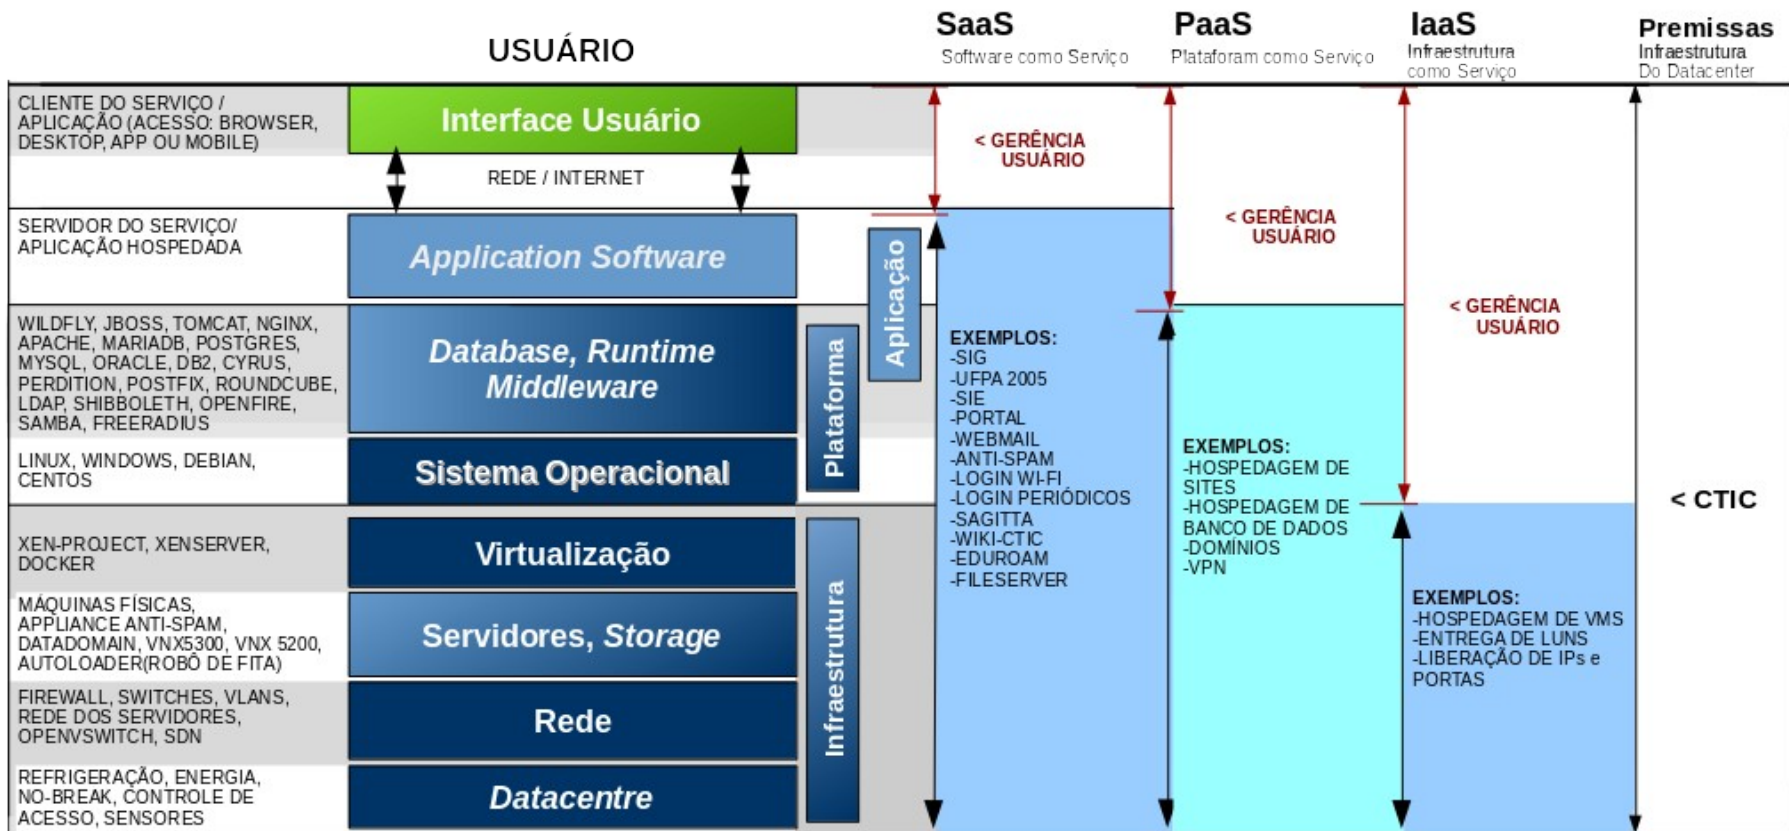 USUÁRIO
SaaS
Software como Serviço
PaaS
Plataforam como Serviço
IaaS
Infraestrutura
como Serviço
Premissas
Infraestrutura
Do Datacenter
CLIENTE DO SERVIÇO /
APLICAÇÃO (ACESSO: BROWSER,
DESKTOP, APP OU MOBILE)
Interface Usuário
REDE / INTERNET
< GERÊNCIA
USUÁRIO
SERVIDOR DO SERVIÇO/
APLICAÇÃO HOSPEDADA
Application Software
Aplicação
< GERÊNCIA
USUÁRIO
WILDFLY, JBOSS, TOMCAT, NGINX,
APACHE, MARIADB, POSTGRES,
MYSQL, ORACLE, DB2, CYRUS,
PERDITION, POSTFIX, ROUNDCUBE,
LDAP, SHIBBOLETH, OPENFIRE,
SAMBA, FREERADIUS
Database, Runtime
Middleware
Plataforma
< GERÊNCIA
USUÁRIO
LINUX, WINDOWS, DEBIAN,
CENTOS
Sistema Operacional
XEN-PROJECT, XENSERVER,
DOCKER
Virtualização
Infraestrutura
MÁQUINAS FÍSICAS,
APPLIANCE ANTI-SPAM,
DATADOMAIN, VNX5300, VNX 5200,
AUTOLOADER(ROBÔ DE FITA)
Servidores, Storage
FIREWALL, SWITCHES, VLANS,
REDE DOS SERVIDORES,
OPENVSWITCH, SDN
Rede
REFRIGERAÇÃO, ENERGIA,
NO-BREAK, CONTROLE DE
ACESSO, SENSORES
Datacentre
EXEMPLOS:
-SIG
-UFPA 2005
-SIE
-PORTAL
-WEBMAIL
-ANTI-SPAM
-LOGIN WI-FI
-LOGIN PERIÓDICOS
-SAGITTA
-WIKI-CTIC
-EDUROAM
-FILESERVER
EXEMPLOS:
-HOSPEDAGEM DE
SITES
-HOSPEDAGEM DE
BANCO DE DADOS
-DOMÍNIOS
-VPN
EXEMPLOS:
-HOSPEDAGEM DE VMS
-ENTREGA DE LUNS
-LIBERAÇÃO DE IPs e
PORTAS
< CTIC